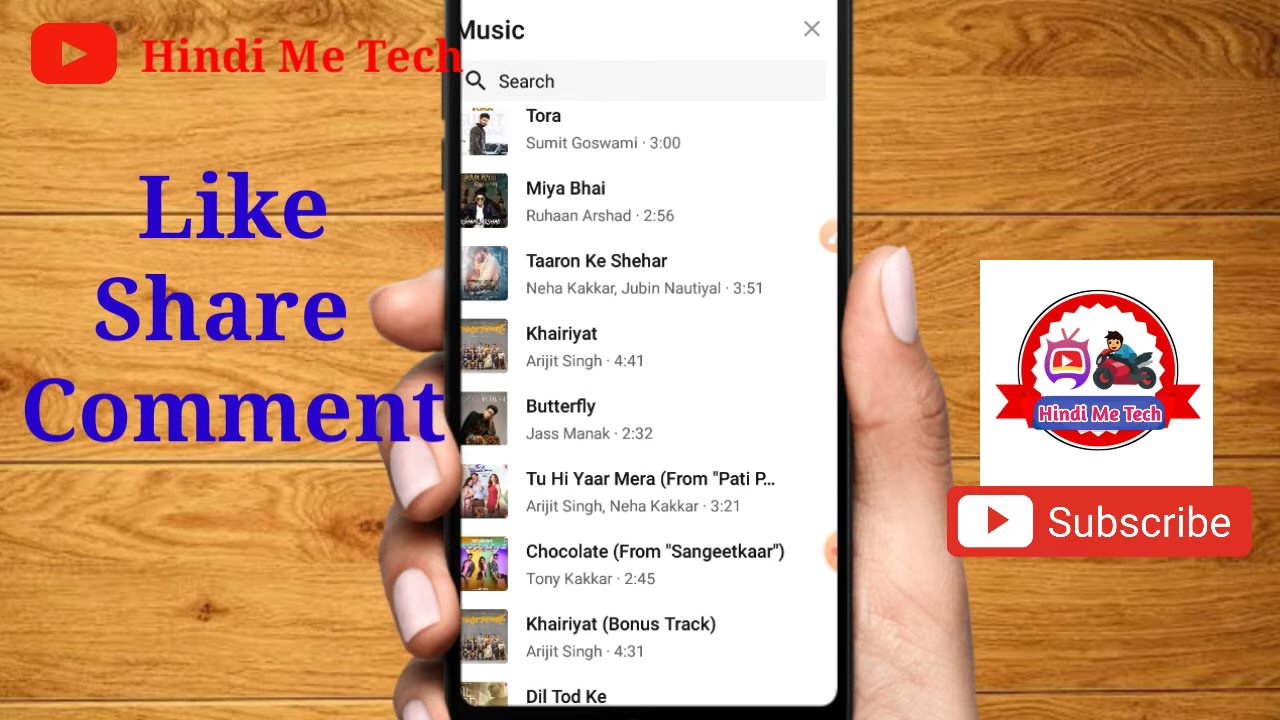 Hindi Me Tech
Like
Share
Comment
Music
Search
Tora
Sumit Goswami · 3:00
Miya Bhai
Ruhaan Arshad · 2:56
Taaron Ke Shehar
Neha Kakkar, Jubin Nautiyal · 3:51
Khairiyat
Arijit Singh · 4:41
Butterfly
Jass Manak · 2:32
Tu Hi Yaar Mera (From "Pati P...
Arijit Singh, Neha Kakkar · 3:21
Chocolate (From "Sangeetkaar")
Tony Kakkar · 2:45
Khairiyat (Bonus Track)
Arijit Singh · 4:31
Dil Tod Ke
Hindi Me Tech
Subscribe